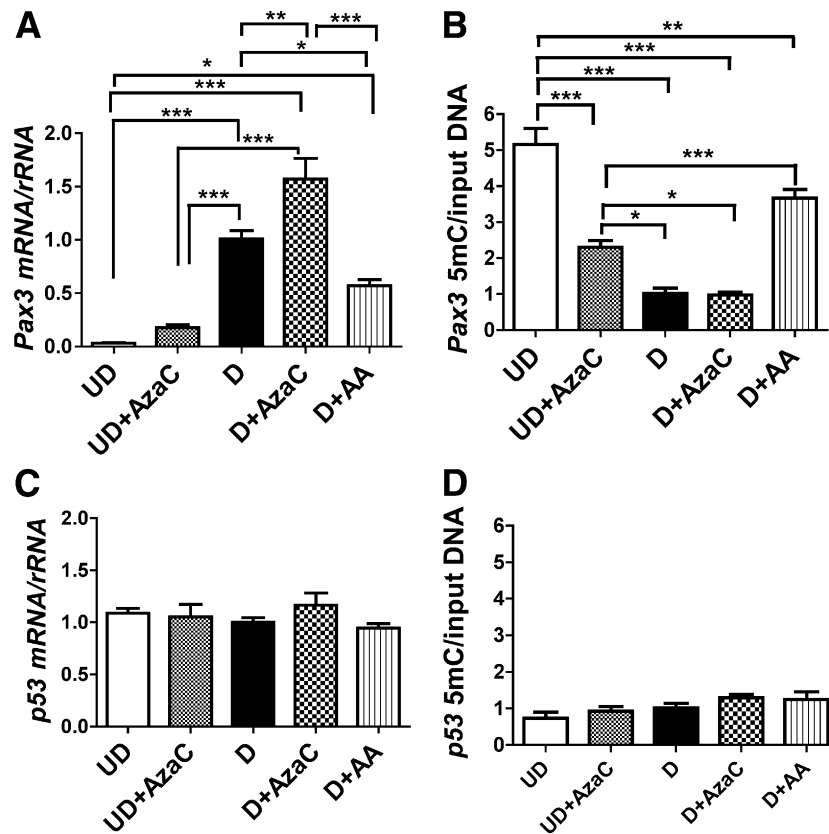 A
** ***
*
*
***
***
***
***
Pax3 mRNA/rRNA
2.0
1.5
1.0
0.5
0.0
UD
UD+AzaC
D
D+AzaC
D+AA
B
**
***
***
***
***
*
*
Pax3 5mC/input DNA
6
5
4
3
2
1
0
UD
UD+AzaC
D
D+AzaC
D+AA
C
p53 mRNA/rRNA
2.0
1.5
1.0
0.5
0.0
UD
UD+AzaC
D
D+AzaC
D+AA
D
p53 5mC/input DNA
6
5
4
3
2
1
0
UD
UD+AzaC
D
D+AzaC
D+AA